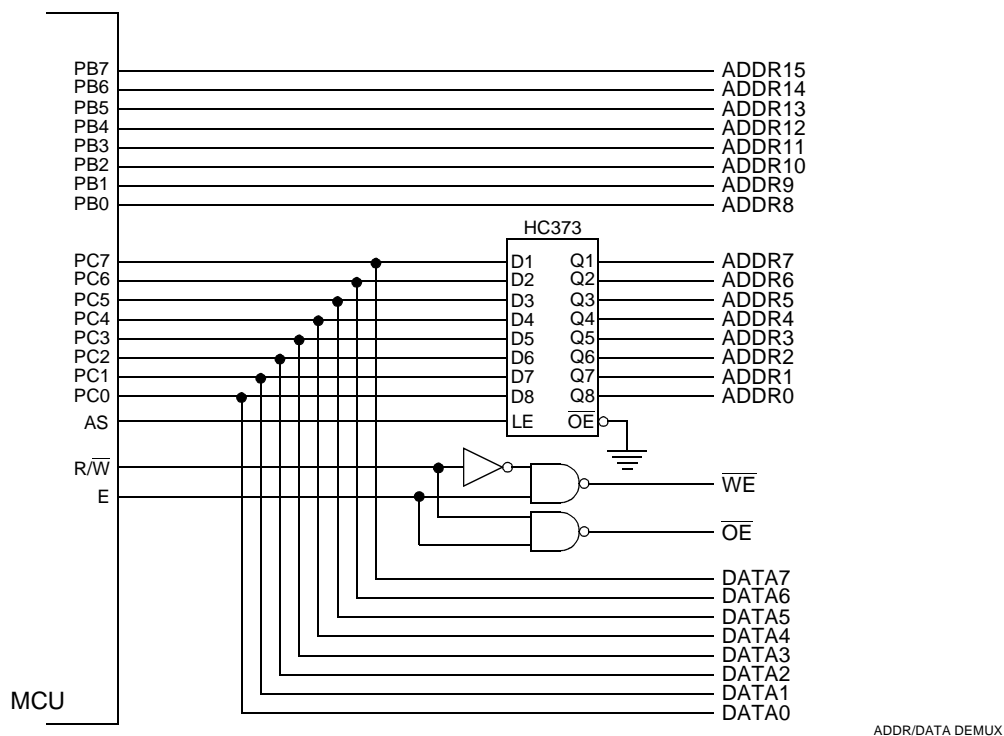 PB7 ADDR15
PB6 ADDR14
PB5 ADDR13
PB4 ADDR12
PB3 ADDR11
PB2 ADDR10
PB1 ADDR9
PB0 ADDR8
HC373
PC7 D1 Q1 ADDR7
PC6 D2 Q2 ADDR6
PC5 D3 Q3 ADDR5
PC4 D4 Q4 ADDR4
PC3 D5 Q5 ADDR3
PC2 D6 Q6 ADDR2
PC1 D7 Q7 ADDR1
PC0 D8 Q8 ADDR0
AS LE O̅E̅
R/W̅
E W̅E̅
O̅E̅
DATA7
DATA6
DATA5
DATA4
DATA3
DATA2
DATA1
MCU
DATA0
ADDR/DATA DEMUX